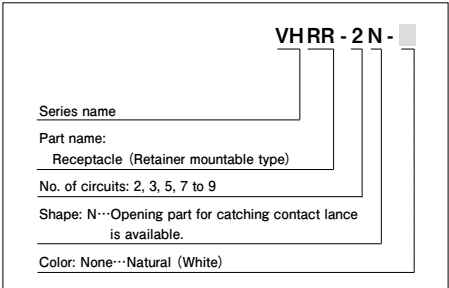 VHRR - 2 N -
Series name
Part name:
Receptacle (Retainer mountable type)
No. of circuits: 2, 3, 5, 7 to 9
Shape: N…Opening part for catching contact lance
is available.
Color: None…Natural (White)